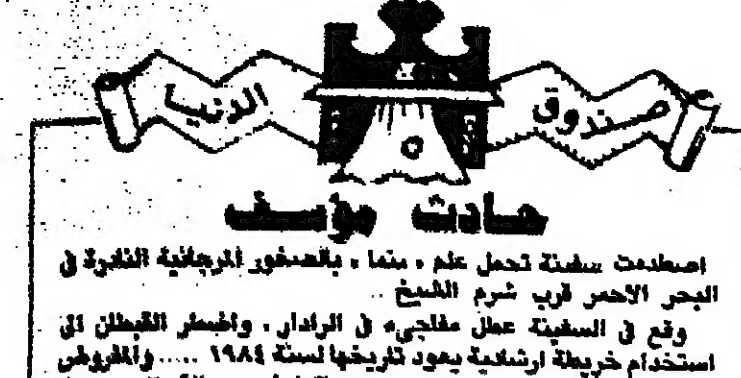 صندوق الدنيا
حادث مؤسف
اصطدمت سفينة تحمل علم « بنما » بالصخور المرجانية النادرة في
البحر الاحمر قرب شرم الشيخ ..
وقع في السفينة عطل مفاجيء في الرادار ، واضطر القبطان الى
استخدام خريطة ارشادية يعود تاريخها لسنة ١٩٨٤ ..... والمفروض